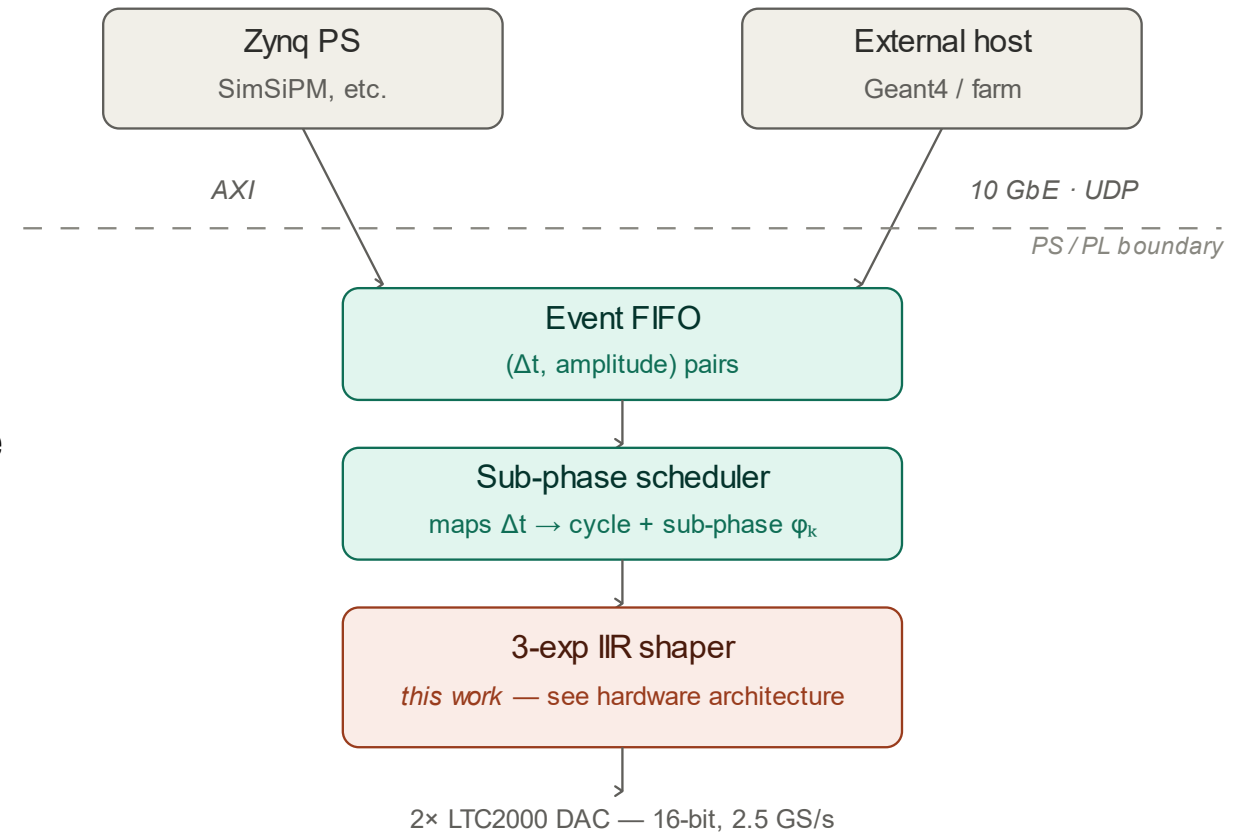 Zynq PS
SimSiPM, etc.
External host
Geant4 / farm
AXI
10 GbE · UDP
PS / PL boundary
Event FIFO
(Δt, amplitude) pairs
Sub-phase scheduler
maps Δt → cycle + sub-phase φₖ
3-exp IIR shaper
this work — see hardware architecture
2× LTC2000 DAC — 16-bit, 2.5 GS/s